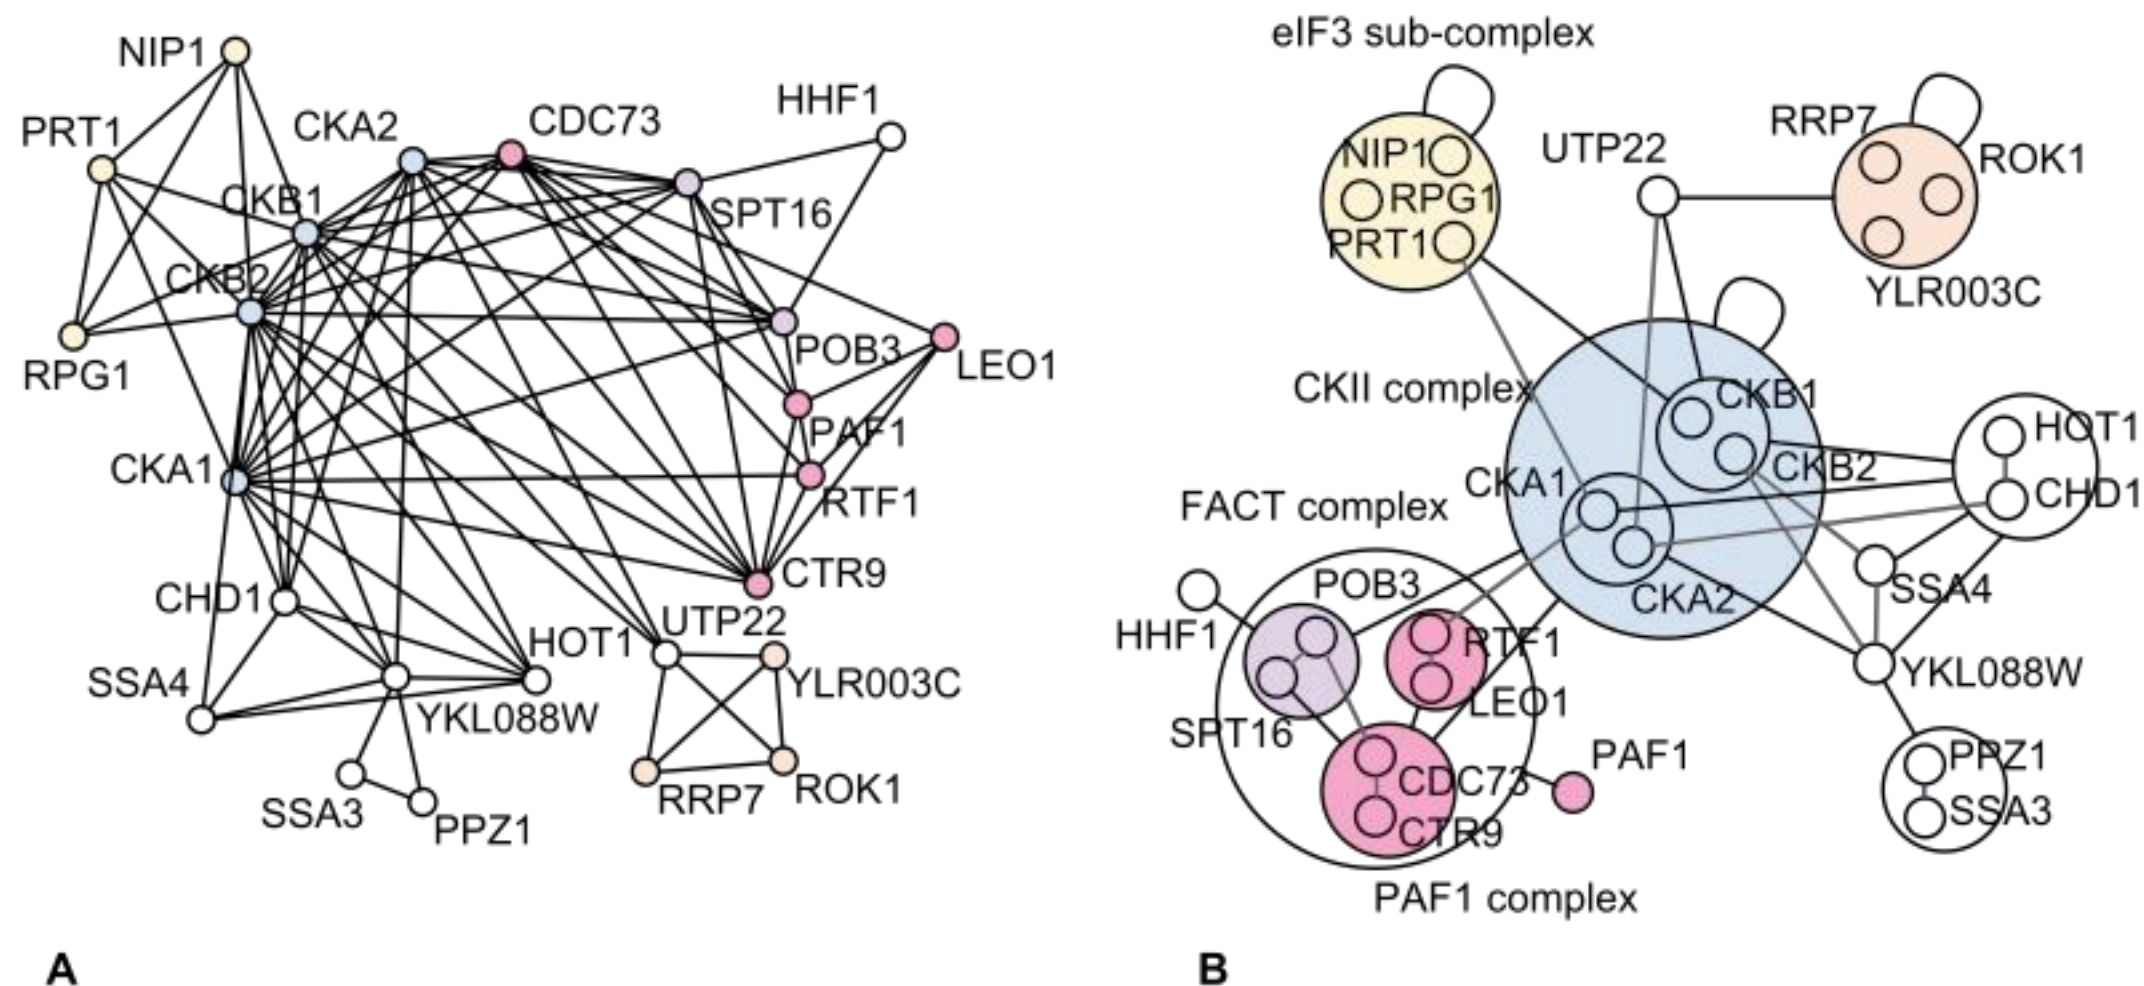 NIP1
PRT1
CKA2
CDC73
HHF1
CKB1
SPT16
CKB2
RPG1
POB3
LEO1
PAF1
CKA1
RTF1
CHD1
CTR9
HOT1
UTP22
SSA4
YKL088W
YLR003C
SSA3
PPZ1
RRP7
ROK1
A
eIF3 sub-complex
NIP1
RPG1
PRT1
UTP22
RRP7
ROK1
YLR003C
CKII complex
CKB1
CKB2
CKA1
CKA2
HOT1
CHD1
FACT complex
POB3
HHF1
SPT16
RTF1
LEO1
SSA4
YKL088W
CDC73
CTR9
PAF1
PPZ1
SSA3
PAF1 complex
B